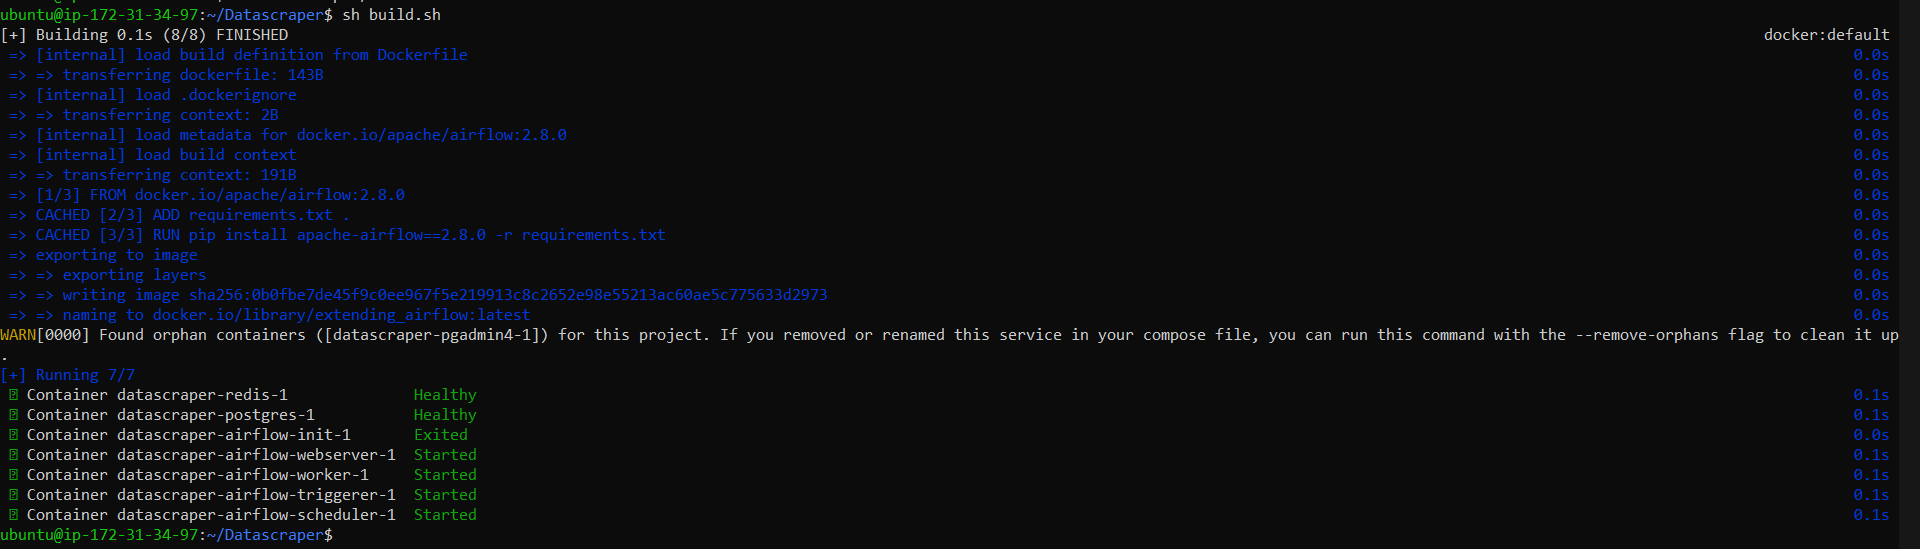 ubuntu@ip-172-31-34-97:~/Datascraper$ sh build.sh
[+] Building 0.1s (8/8) FINISHED docker:default
=> [internal] load build definition from Dockerfile 0.0s
=> => transferring dockerfile: 143B 0.0s
=> [internal] load .dockerignore 0.0s
=> => transferring context: 2B 0.0s
=> [internal] load metadata for docker.io/apache/airflow:2.8.0 0.0s
=> [internal] load build context 0.0s
=> => transferring context: 191B 0.0s
=> [1/3] FROM docker.io/apache/airflow:2.8.0 0.0s
=> CACHED [2/3] ADD requirements.txt . 0.0s
=> CACHED [3/3] RUN pip install apache-airflow==2.8.0 -r requirements.txt 0.0s
=> exporting to image 0.0s
=> => exporting layers 0.0s
=> => writing image sha256:0b0fbe7de45f9c0ee967f5e219913c8c2652e98e55213ac60ae5c775633d2973 0.0s
=> => naming to docker.io/library/extending_airflow:latest 0.0s
WARN[0000] Found orphan containers ([datascraper-pgadmin4-1]) for this project. If you removed or renamed this service in your compose file, you can run this command with the --remove-orphans flag to clean it up
.
[+] Running 7/7
Container datascraper-redis-1 Healthy 0.1s
Container datascraper-postgres-1 Healthy 0.1s
Container datascraper-airflow-init-1 Exited 0.0s
Container datascraper-airflow-webserver-1 Started 0.1s
Container datascraper-airflow-worker-1 Started 0.1s
Container datascraper-airflow-triggerer-1 Started 0.1s
Container datascraper-airflow-scheduler-1 Started 0.1s
ubuntu@ip-172-31-34-97:~/Datascraper$